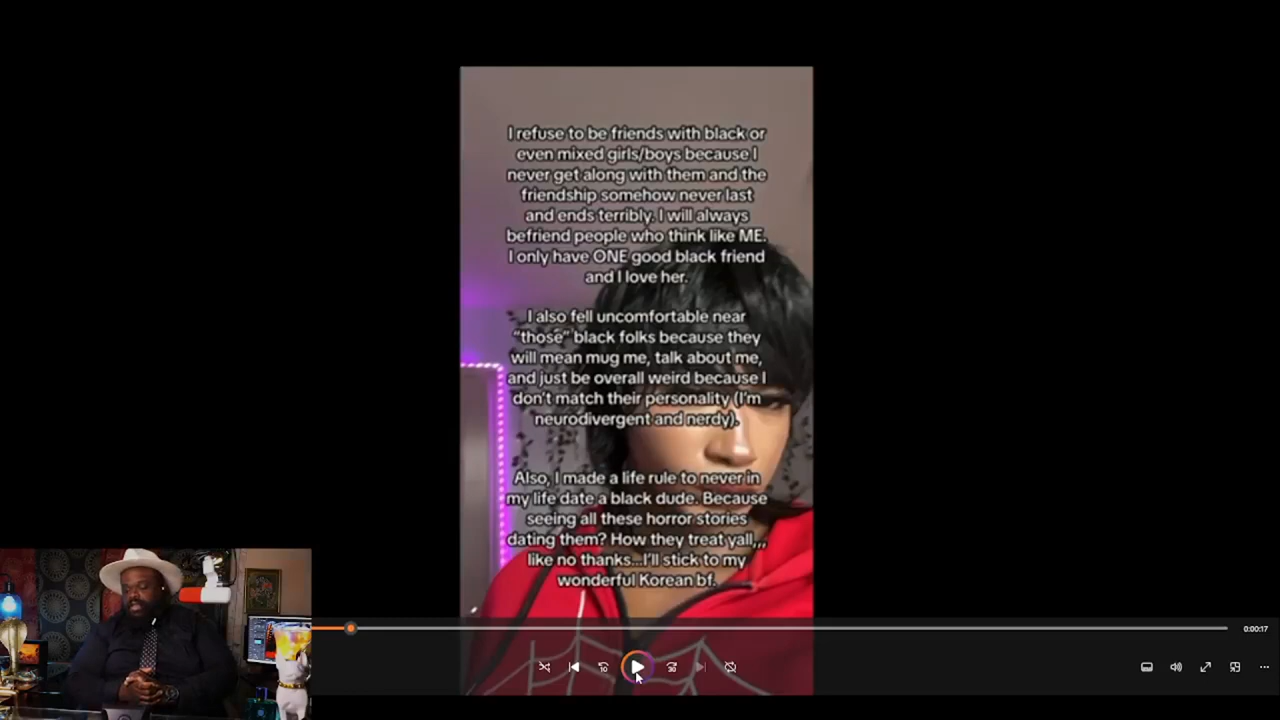 I refuse to be friends with black or
even mixed girls/boys because I
never get along with them and the
friendship somehow never last
and ends terribly. I will always
befriend people who think like ME.
I only have ONE good black friend
and I love her.
I also fell uncomfortable near
“those” black folks because they
will mean mug me, talk about me,
and just be overall weird because I
don't match their personality (I'm
neurodivergent and nerdy).
Also, I made a life rule to never in
my life date a black dude. Because
seeing all these horror stories
dating them? How they treat yall,,,
like no thanks...I'll stick to my
wonderful Korean bf.
0:00:17
10
30